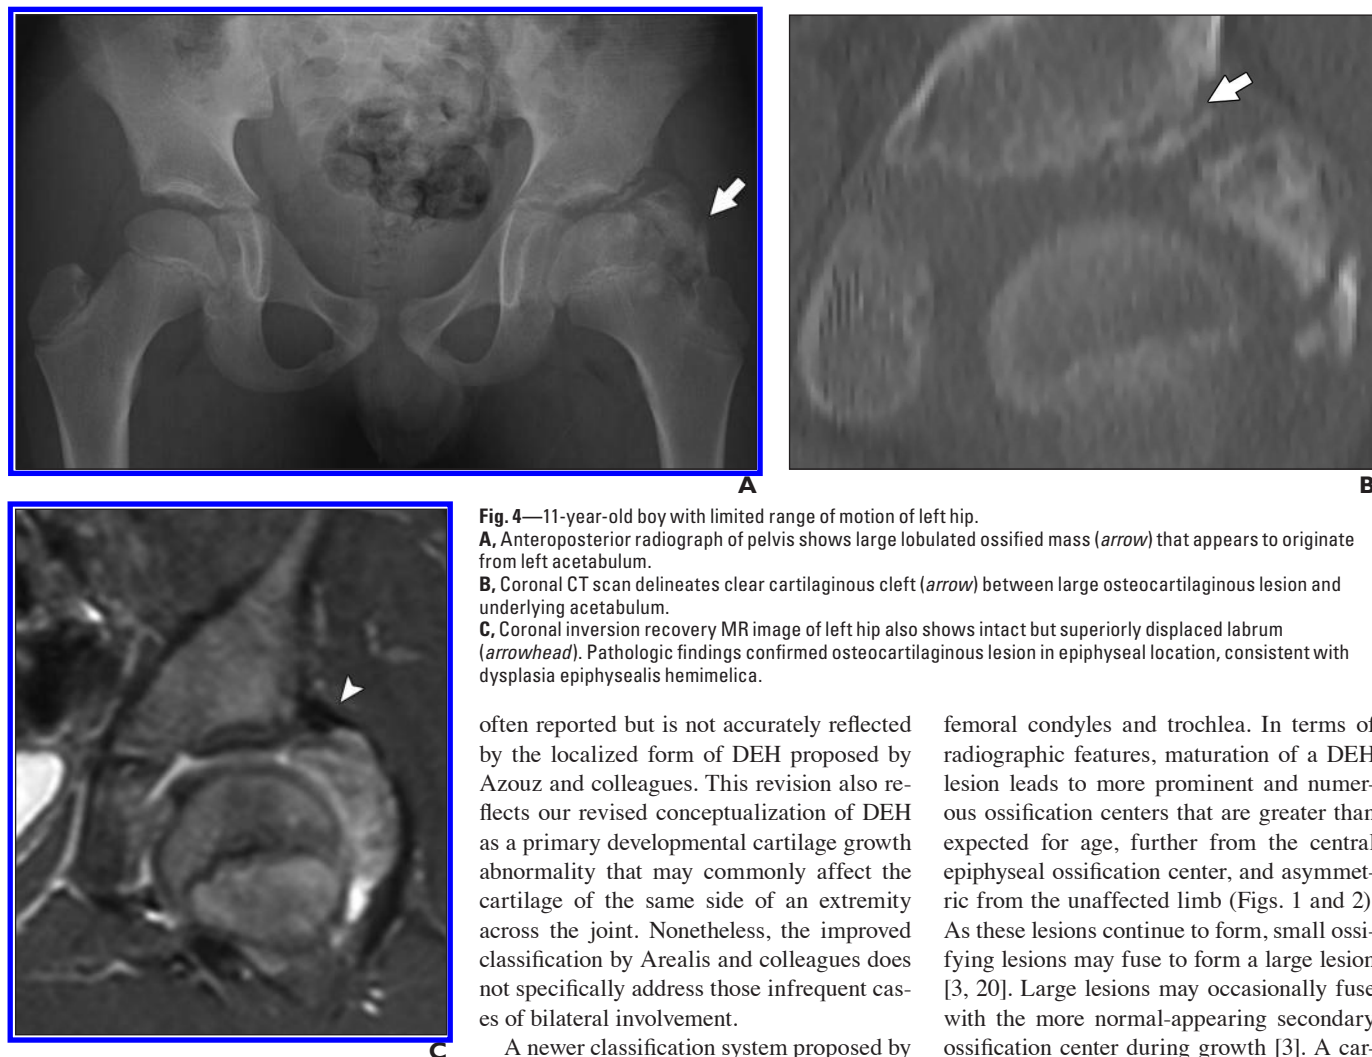 A
B
Fig. 4—11-year-old boy with limited range of motion of left hip.
A, Anteroposterior radiograph of pelvis shows large lobulated ossified mass (arrow) that appears to originate
from left acetabulum.
B, Coronal CT scan delineates clear cartilaginous cleft (arrow) between large osteocartilaginous lesion and
underlying acetabulum.
C, Coronal inversion recovery MR image of left hip also shows intact but superiorly displaced labrum
(arrowhead). Pathologic findings confirmed osteocartilaginous lesion in epiphyseal location, consistent with
dysplasia epiphysealis hemimelica.
C
often reported but is not accurately reflected
by the localized form of DEH proposed by
Azouz and colleagues. This revision also re-
flects our revised conceptualization of DEH
as a primary developmental cartilage growth
abnormality that may commonly affect the
cartilage of the same side of an extremity
across the joint. Nonetheless, the improved
classification by Arealis and colleagues does
not specifically address those infrequent cas-
es of bilateral involvement.
A newer classification system proposed by
femoral condyles and trochlea. In terms of
radiographic features, maturation of a DEH
lesion leads to more prominent and numer-
ous ossification centers that are greater than
expected for age, further from the central
epiphyseal ossification center, and asymmet-
ric from the unaffected limb (Figs. 1 and 2)
As these lesions continue to form, small ossi-
fying lesions may fuse to form a large lesion
[3, 20]. Large lesions may occasionally fuse
with the more normal-appearing secondary
ossification center during growth [3]. A car-